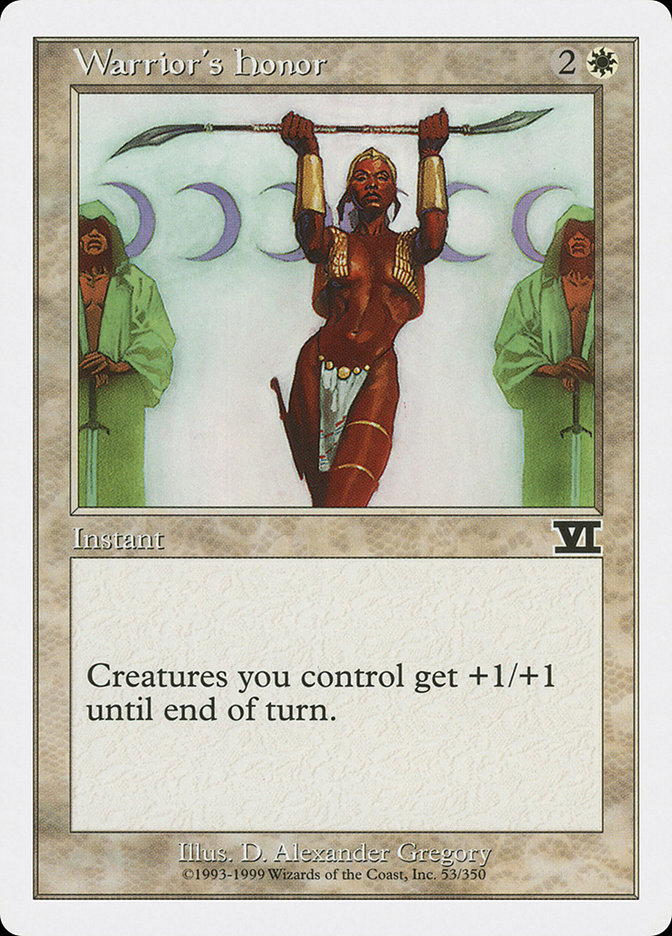 Warrior's Honor 2
Instant VI
Creatures you control get +1/+1
until end of turn.
Illus. D. Alexander Gregory
©1993-1999 Wizards of the Coast, Inc. 53/350